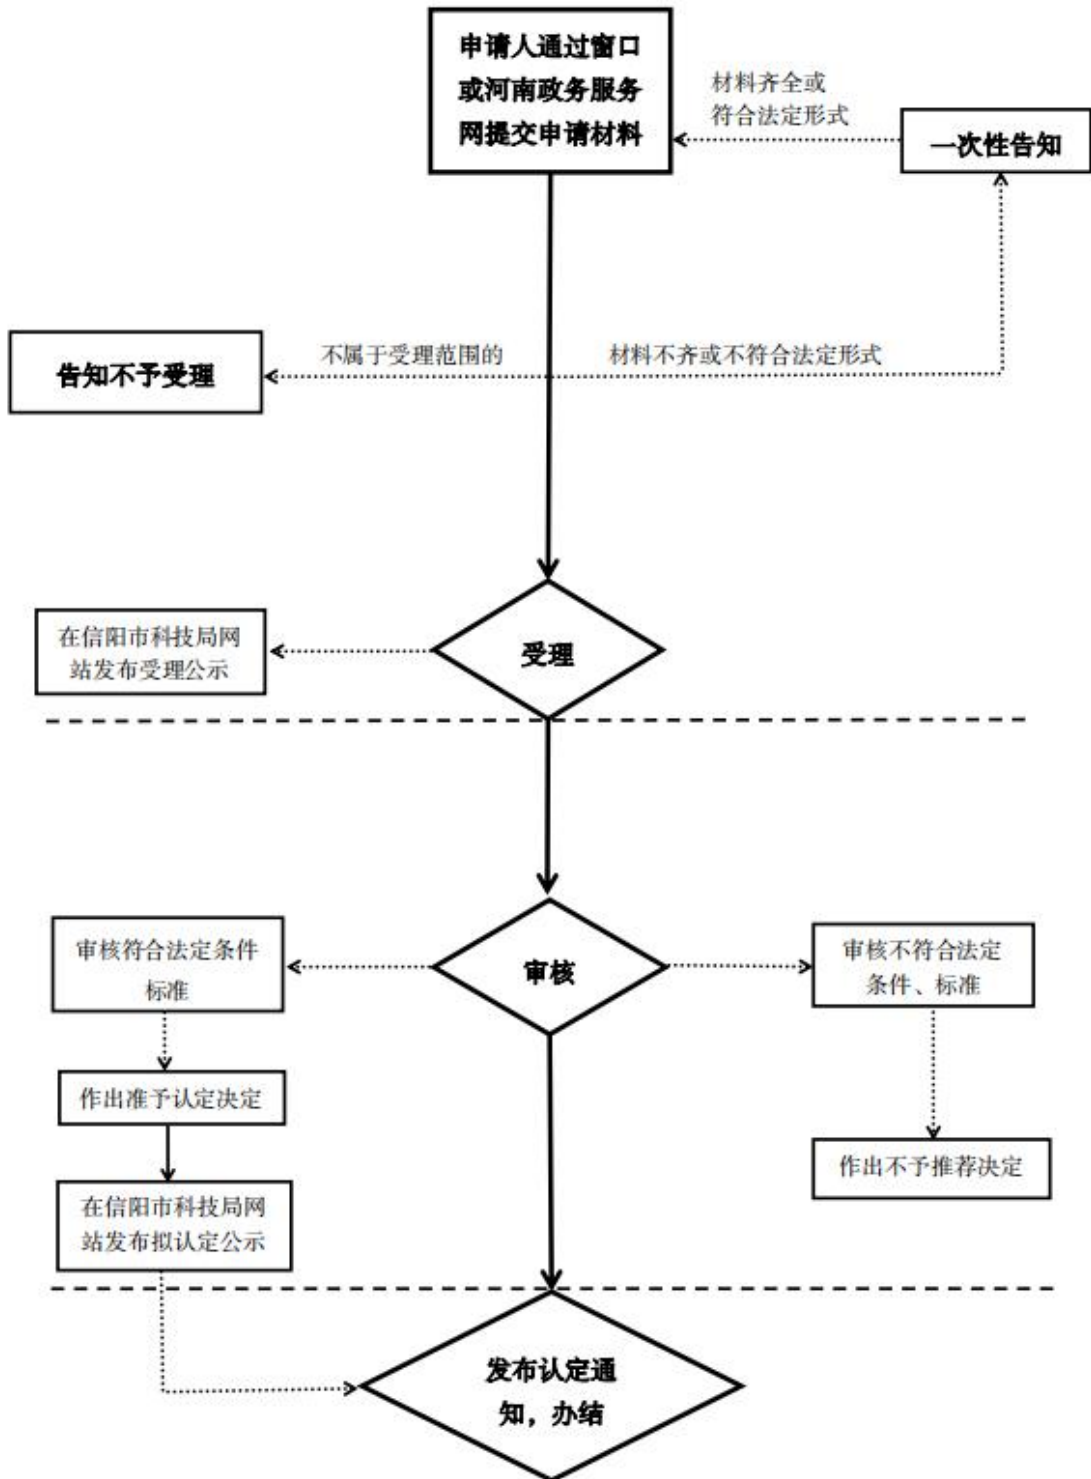 申请人通过窗口
或河南政务服务
网提交申请材料
材料齐全或
符合法定形式
一次性告知
告知不予受理
不属于受理范围的
材料不齐或不符合法定形式
在信阳市科技局网
站发布受理公示
受理
审核符合法定条件
标准
审核
审核不符合法定
条件、标准
作出准予认定决定
作出不予推荐决定
在信阳市科技局网
站发布拟认定公示
发布认定通
知，办结